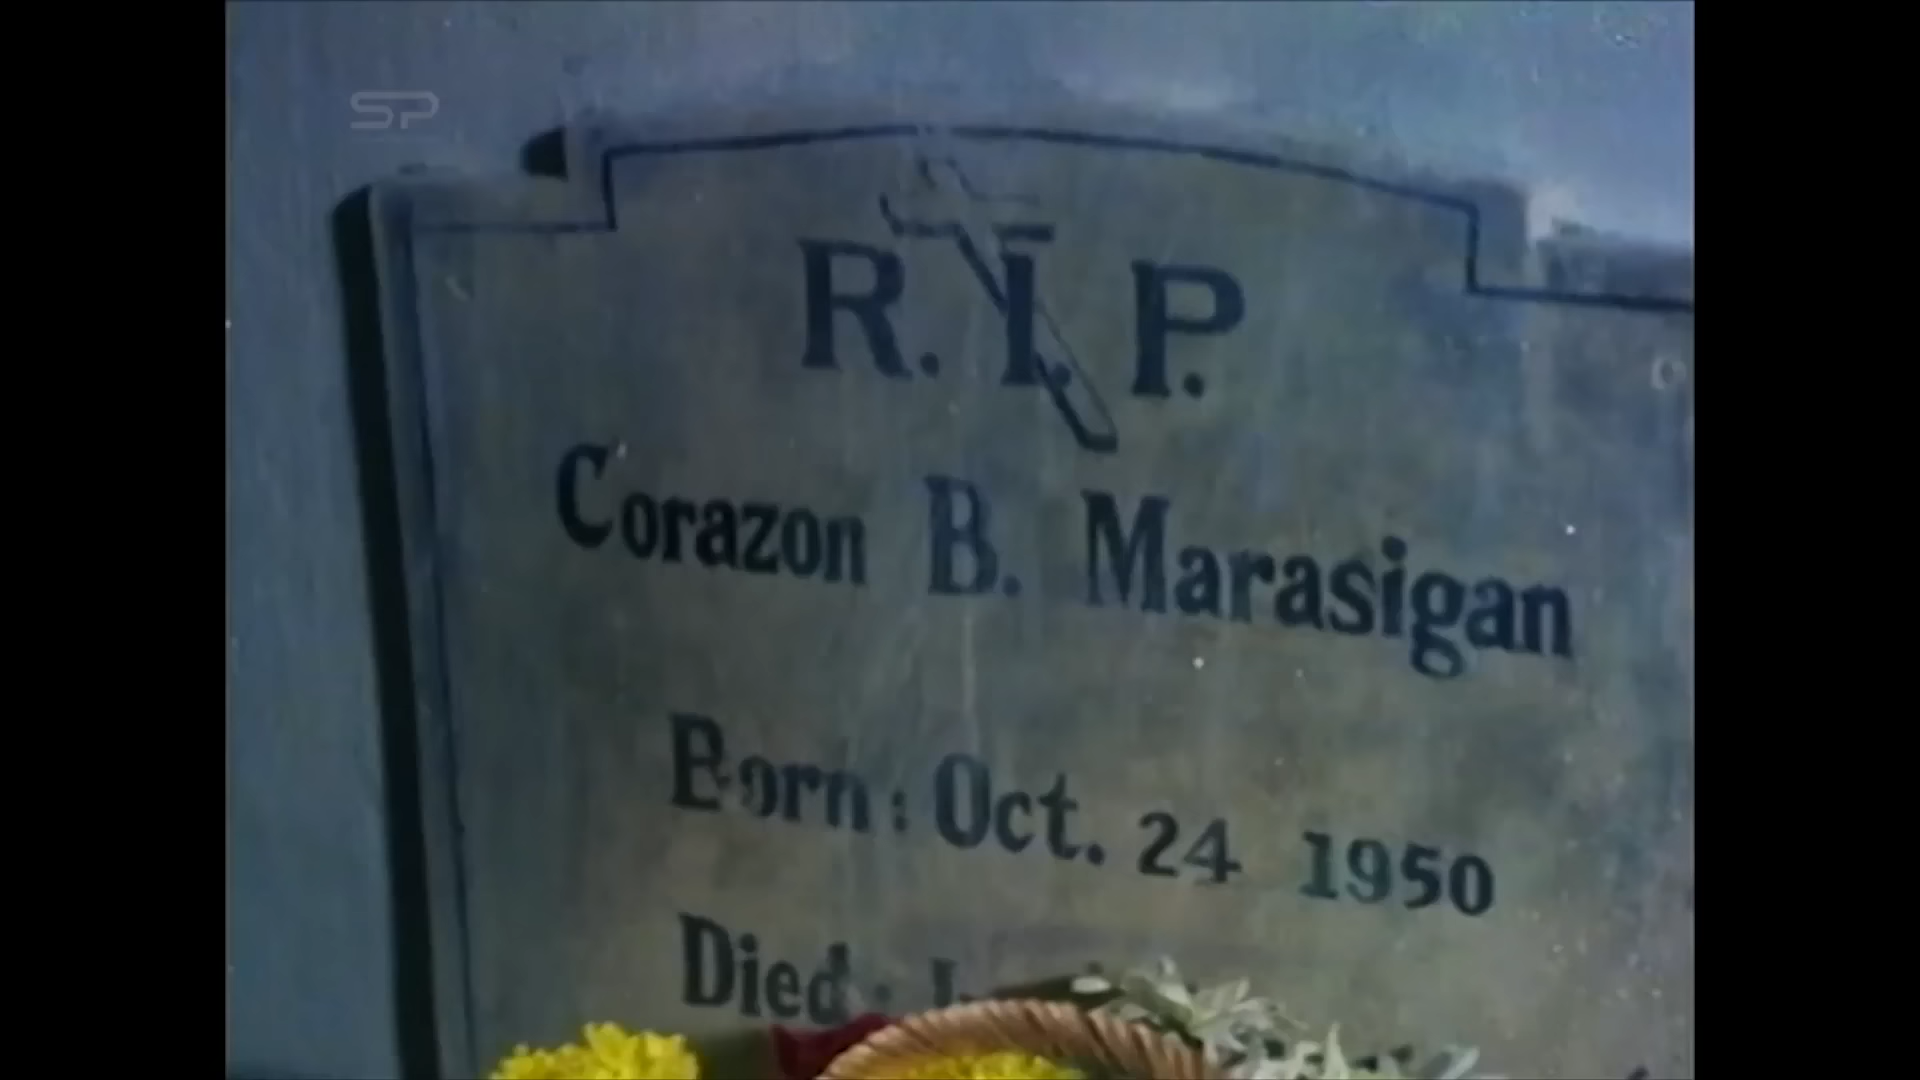 SP
R.I.P.
Corazon B. Marasigan
Born: Oct. 24 1950
Died: